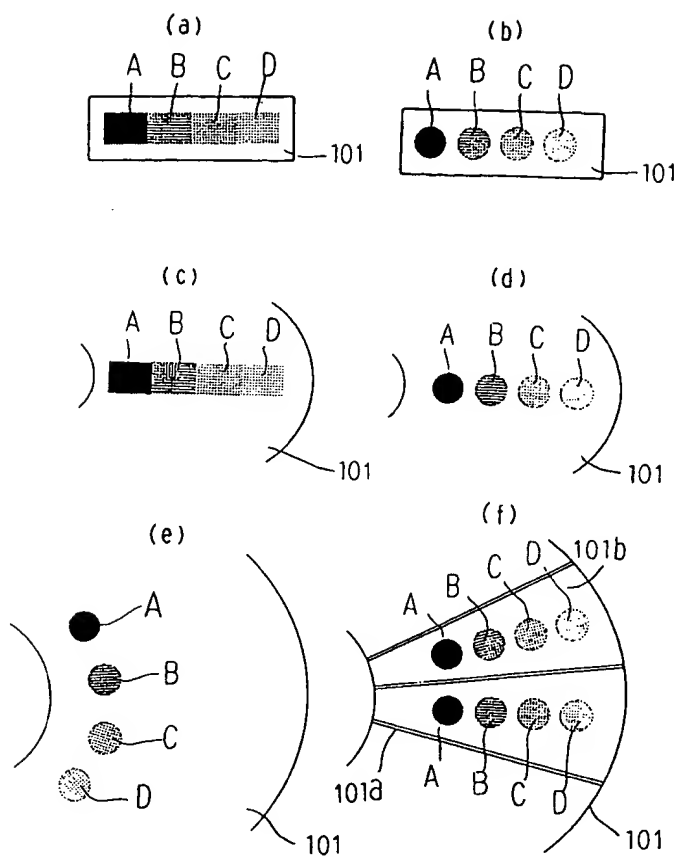 (a) (b)
A B C D A B C D
101 101
(c) (d)
A B C D A B C D
101 101
(e) (f)
A B C D A B C D 101b
101a A B C D
101 101